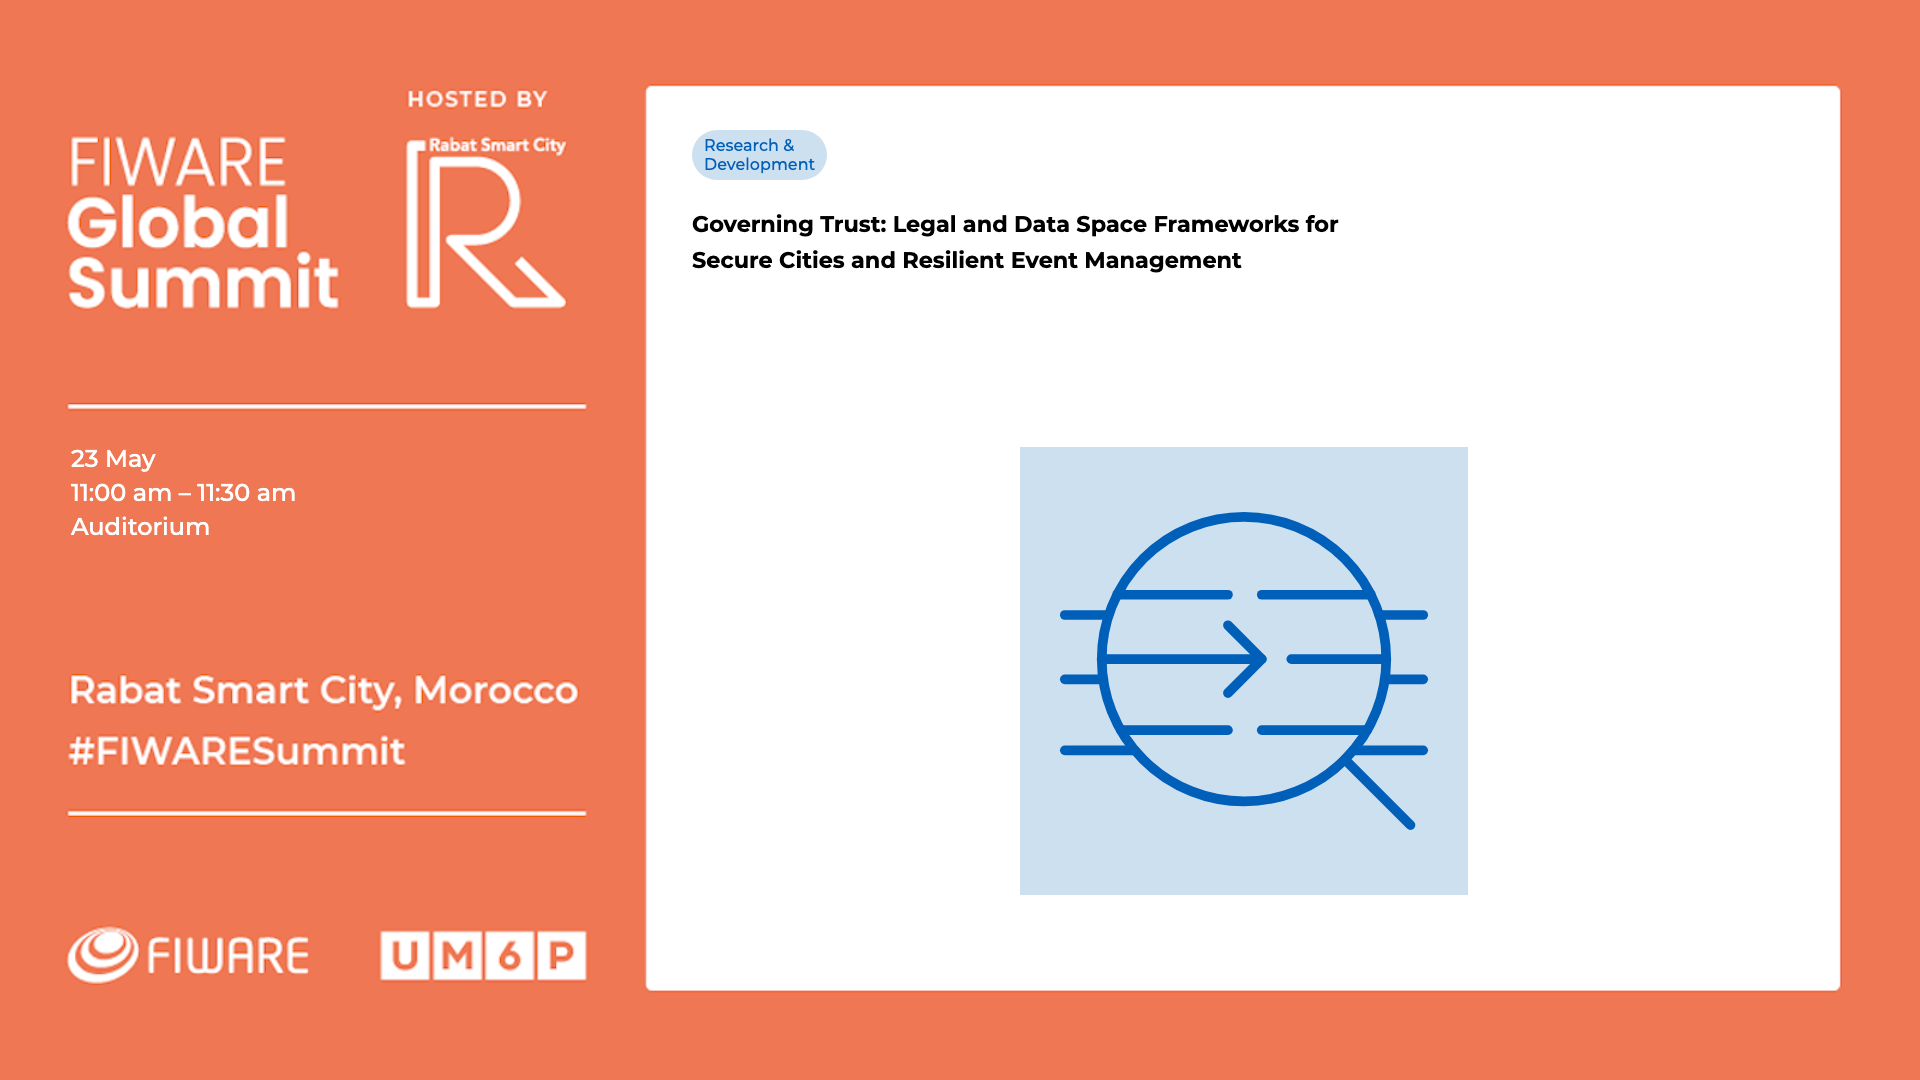 HOSTED BY
FIWARE
Global
Summit
Rabat Smart City
23 May
11:00 am – 11:30 am
Auditorium
Rabat Smart City, Morocco
#FIWARESummit
FIWARE
UM6P
Research &
Development
Governing Trust: Legal and Data Space Frameworks for
Secure Cities and Resilient Event Management